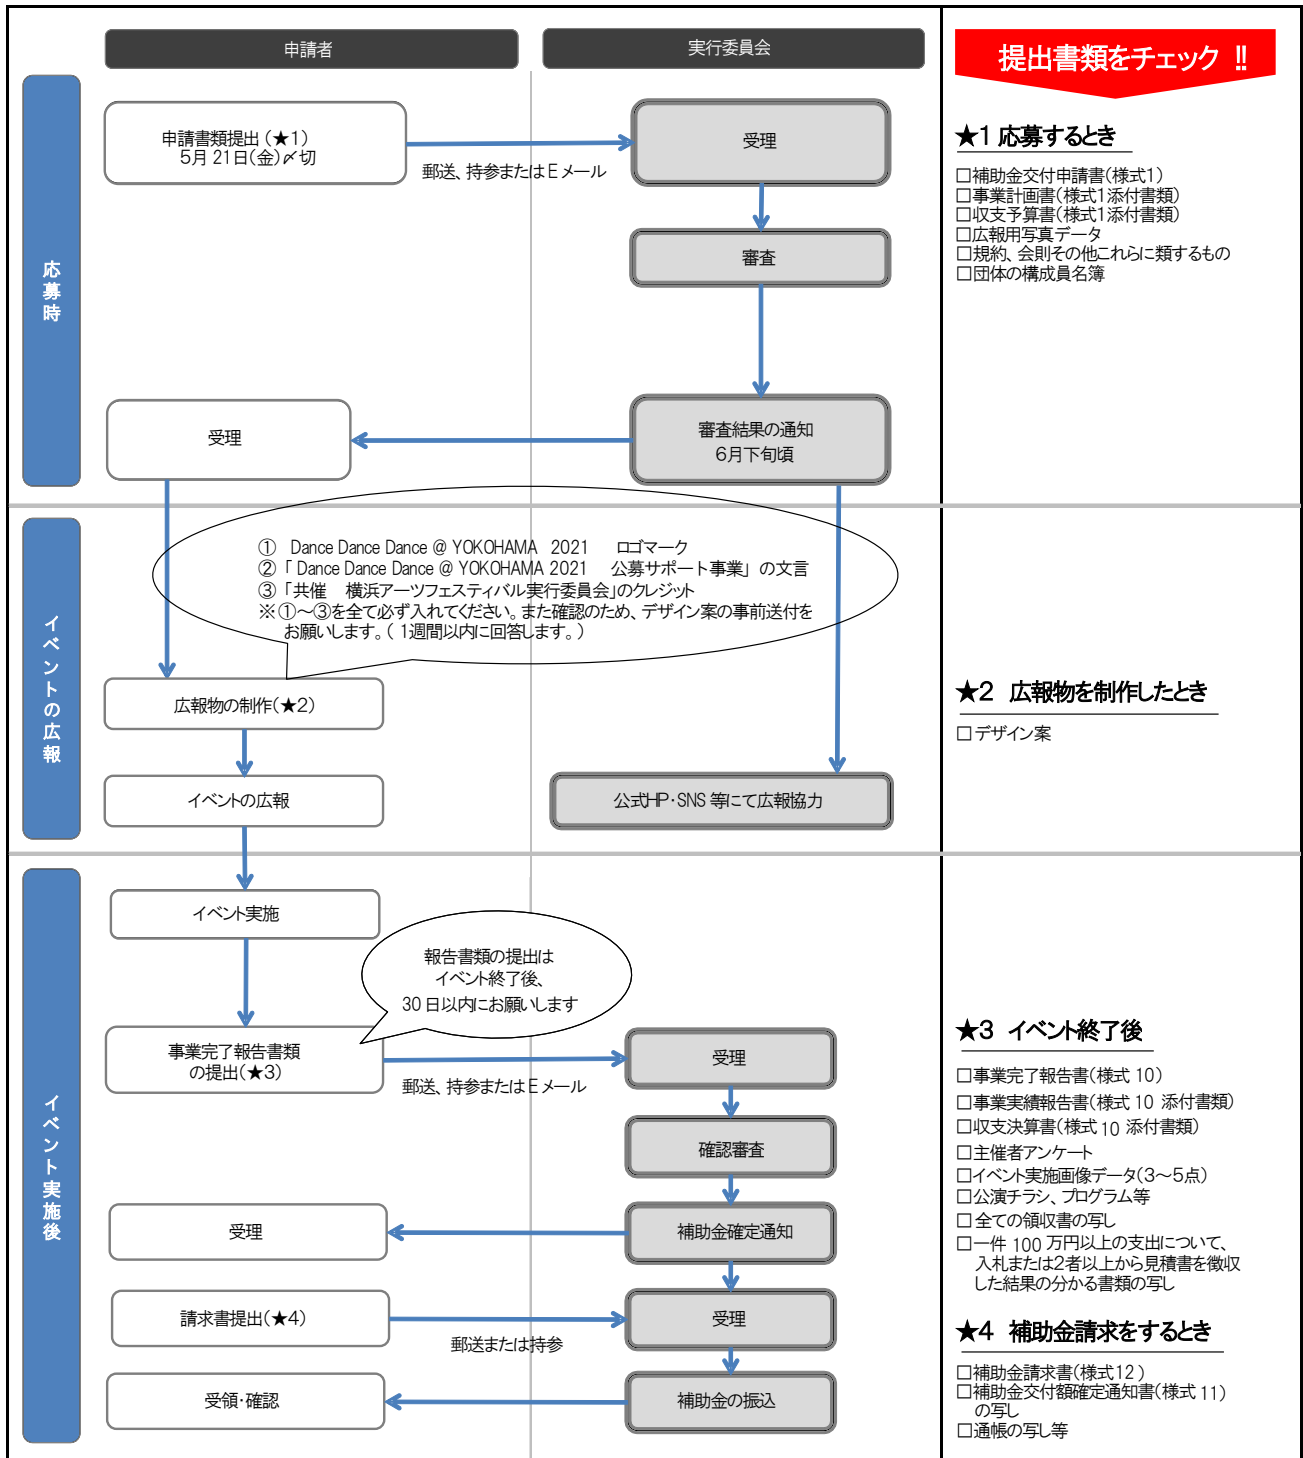 申請者
実行委員会
提出書類をチェック ‼
応募時
申請書類提出(★1)
5月21日(金)〆切
郵送、持参またはEメール
受理
審査
審査結果の通知
6月下旬頃
受理
★1 応募するとき
□補助金交付申請書(様式1)
□事業計画書(様式1添付書類)
□収支予算書(様式1添付書類)
□広報用写真データ
□規約、会則その他これらに類するもの
□団体の構成員名簿
イベントの広報
① Dance Dance Dance @ YOKOHAMA 2021 ロゴマーク
②「 Dance Dance Dance @ YOKOHAMA 2021 公募サポート事業」の文言
③「共催 横浜アーツフェスティバル実行委員会」のクレジット
※①～③を全て必ず入れてください。また確認のため、デザイン案の事前送付を
お願いします。( 1週間以内に回答します。)
広報物の制作(★2)
イベントの広報
公式HP・SNS 等にて広報協力
★2 広報物を制作したとき
□デザイン案
イベント実施後
イベント実施
報告書類の提出は
イベント終了後、
30日以内にお願いします
事業完了報告書類
の提出(★3)
郵送、持参またはEメール
受理
確認審査
補助金確定通知
受理
請求書提出(★4)
郵送または持参
受理
補助金の振込
受領・確認
★3 イベント終了後
□事業完了報告書(様式 10)
□事業実績報告書(様式 10 添付書類)
□収支決算書(様式 10 添付書類)
□主催者アンケート
□イベント実施画像データ(3～5点)
□公演チラシ、プログラム等
□全ての領収書の写し
□一件 100 万円以上の支出について、
入札または2者以上から見積書を徴収
した結果の分かる書類の写し
★4 補助金請求をするとき
□補助金請求書(様式12)
□補助金交付額確定通知書(様式 11)
の写し
□通帳の写し等